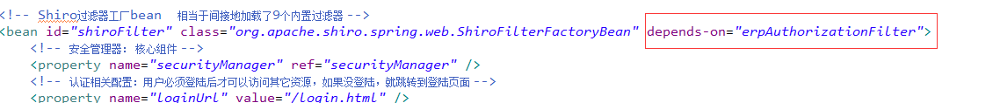 <!-- Shiro过滤器工厂bean  相当于间接地加载了9个内置过滤器 -->
<bean id="shiroFilter" class="org.apache.shiro.spring.web.ShiroFilterFactoryBean" depends-on="erpAuthorizationFilter">
<!-- 安全管理器: 核心组件 -->
<property name="securityManager" ref="securityManager" />
<!-- 认证相关配置: 用户必须登陆后才可以访问其它资源, 如果没登陆, 就跳转到登陆页面 -->
<property name="loginUrl" value="/login.html" />